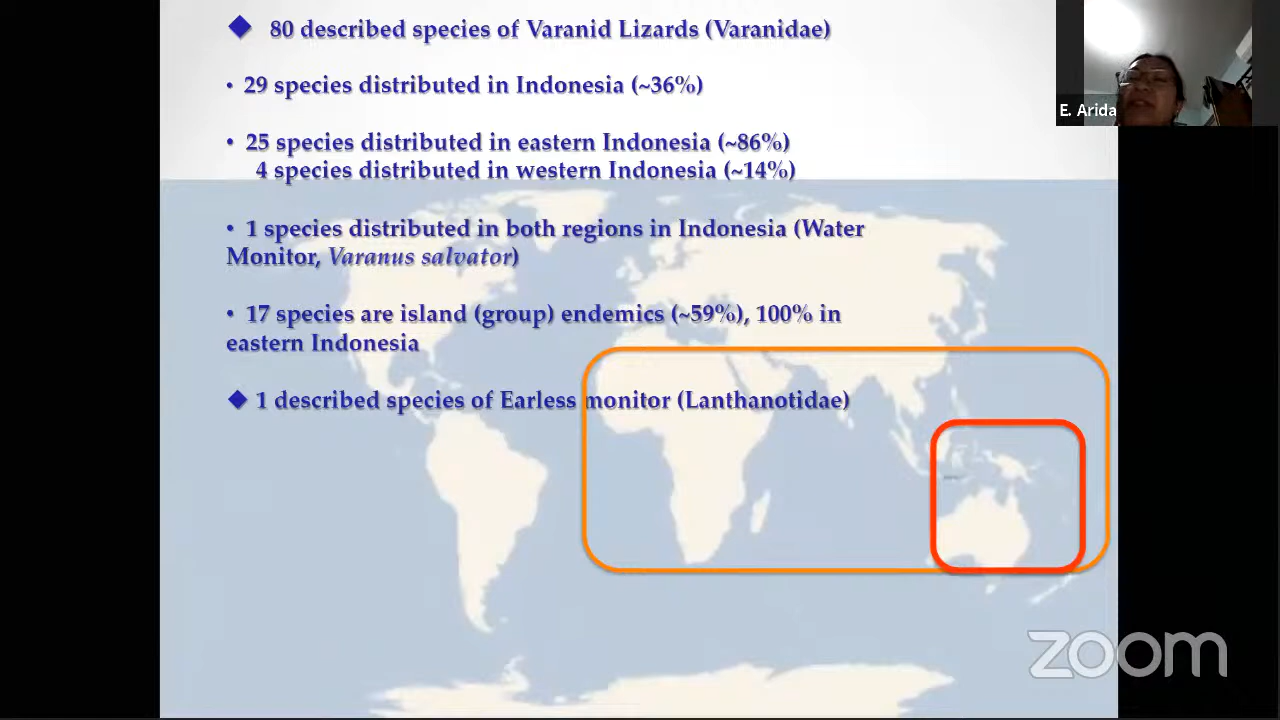 ◆ 80 described species of Varanid Lizards (Varanidae)
• 29 species distributed in Indonesia (~36%)
• 25 species distributed in eastern Indonesia (~86%)
4 species distributed in western Indonesia (~14%)
• 1 species distributed in both regions in Indonesia (Water
Monitor, Varanus salvator)
• 17 species are island (group) endemics (~59%), 100% in
eastern Indonesia
◆ 1 described species of Earless monitor (Lanthanotidae)
E. Arida
zoom